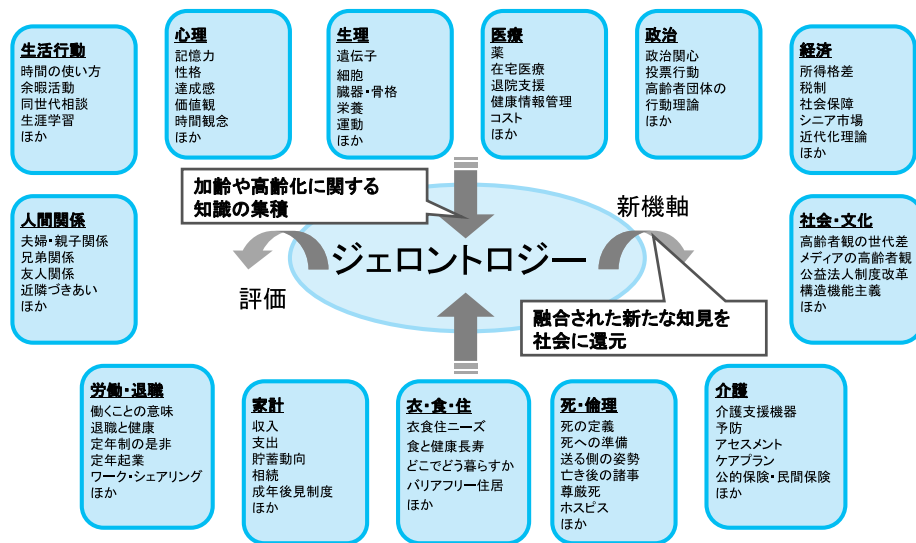 生活行動
時間の使い方
余暇活動
同世代相談
生涯学習
ほか
心理
記憶力
性格
達成感
価値観
時間観念
ほか
生理
遺伝子
細胞
臓器・骨格
栄養
運動
ほか
医療
薬
在宅医療
退院支援
健康情報管理
コスト
ほか
政治
政治関心
投票行動
高齢者団体の
行動理論
ほか
経済
所得格差
税制
社会保障
シニア市場
近代化理論
ほか
加齢や高齢化に関する
知識の集積
新機軸
ジェロントロジー
評価
融合された新たな知見を
社会に還元
人間関係
夫婦・親子関係
兄弟関係
友人関係
近隣づきあい
ほか
社会・文化
高齢者観の世代差
メディアの高齢者観
公益法人制度改革
構造機能主義
ほか
労働・退職
働くことの意味
退職と健康
定年制の是非
定年起業
ワーク・シェアリング
ほか
家計
収入
支出
貯蓄動向
相続
成年後見制度
ほか
衣・食・住
衣食住ニーズ
食と健康長寿
どこでどう暮らすか
バリアフリー住居
ほか
死・倫理
死の定義
死への準備
送る側の姿勢
亡き後の諸事
尊厳死
ホスピス
ほか
介護
介護支援機器
予防
アセスメント
ケアプラン
公的保険・民間保険
ほか